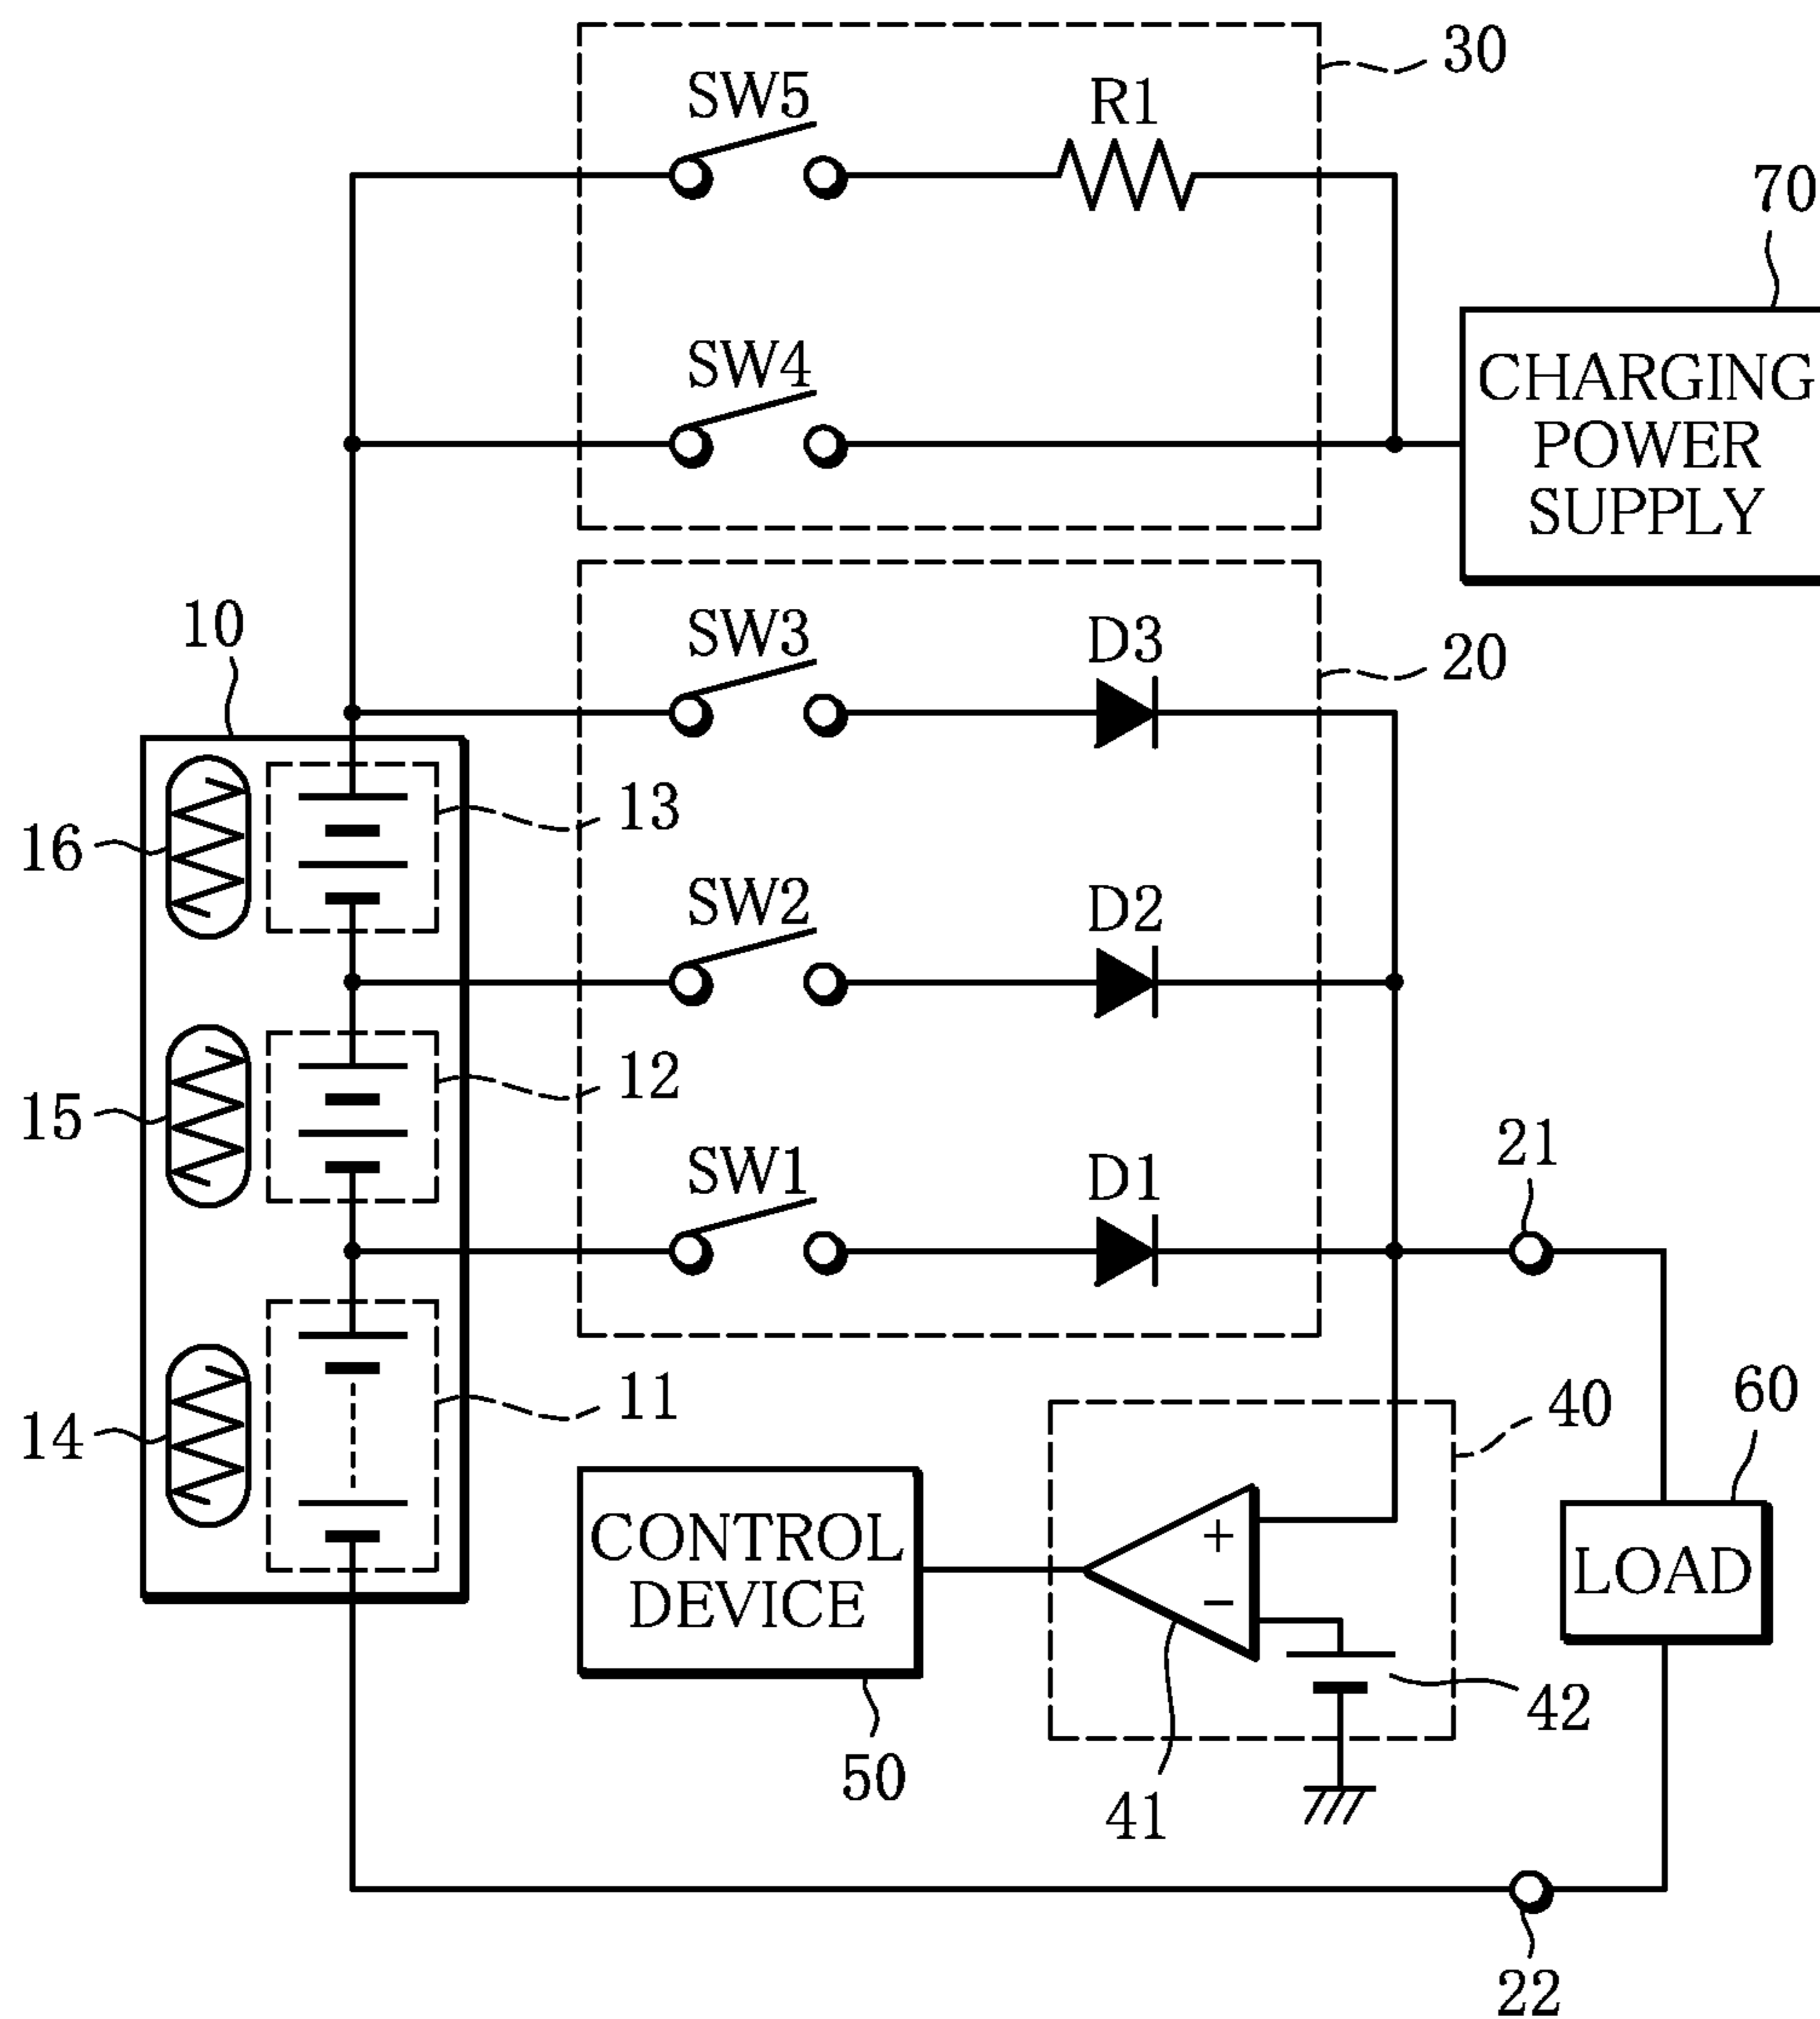 30
SW5
R1
70
SW4
CHARGING
POWER
SUPPLY
10
SW3
D3
20
13
16
SW2
D2
12
15
SW1
D1
21
11
14
40
60
CONTROL
DEVICE
+
−
LOAD
42
50
41
22